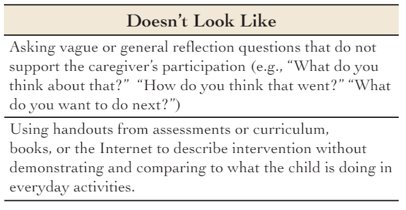 Doesn't Look Like
Asking vague or general reflection questions that do not
support the caregiver's participation (e.g., “What do you
think about that?” “How do you think that went?” “What
do you want to do next?”)
Using handouts from assessments or curriculum,
books, or the Internet to describe intervention without
demonstrating and comparing to what the child is doing in
everyday activities.